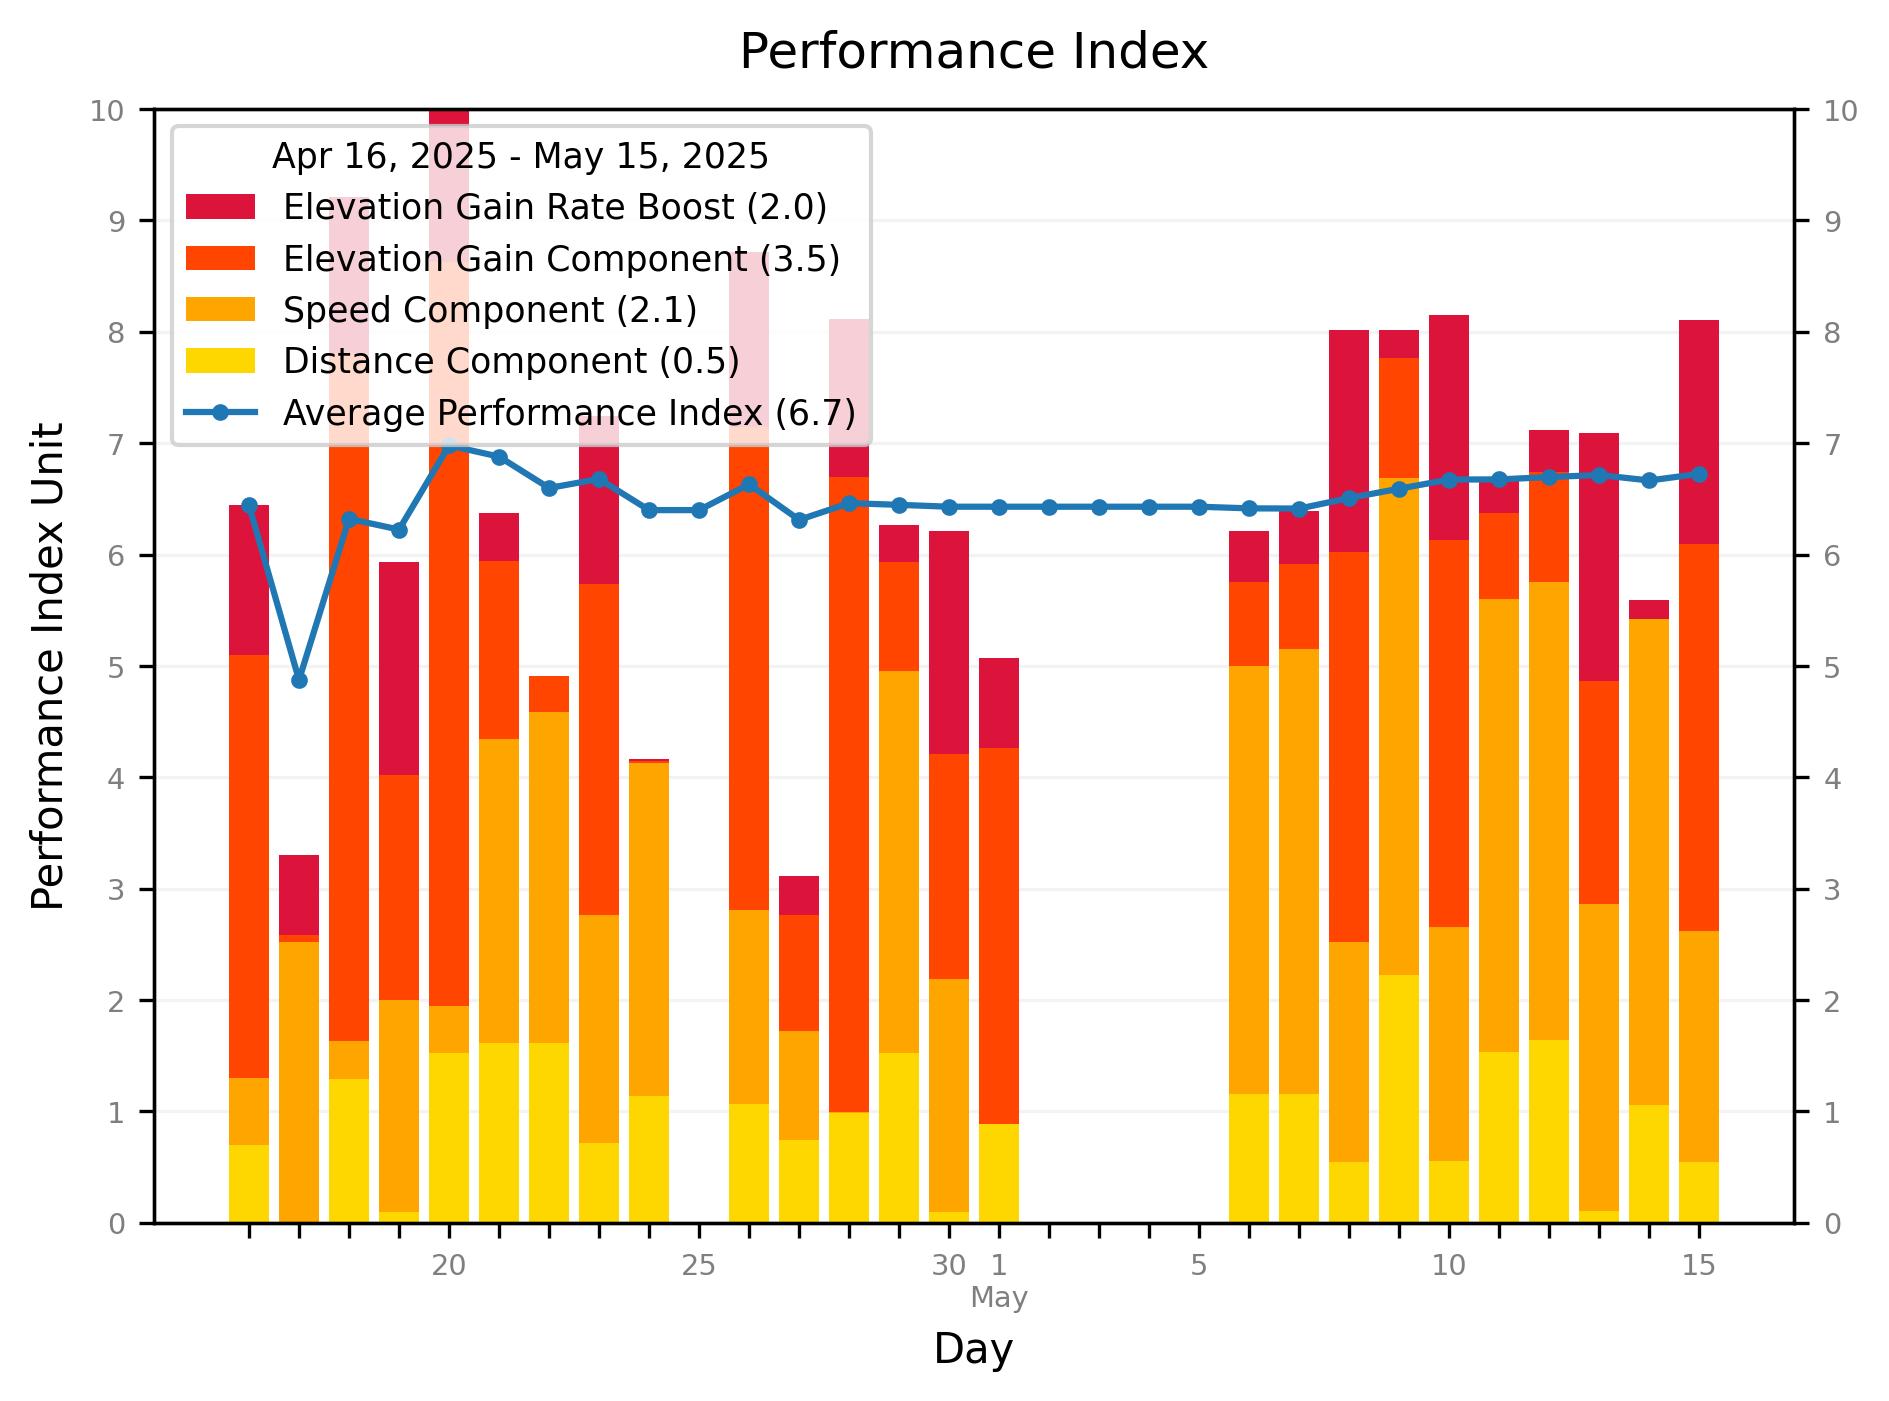 Performance Index
Apr 16, 2025 - May 15, 2025
Elevation Gain Rate Boost (2.0)
Elevation Gain Component (3.5)
Speed Component (2.1)
Distance Component (0.5)
Average Performance Index (6.7)
Performance Index Unit
10
9
8
7
6
5
4
3
2
1
0
10
9
8
7
6
5
4
3
2
1
0
20 25 30 1 5 10 15
May
Day